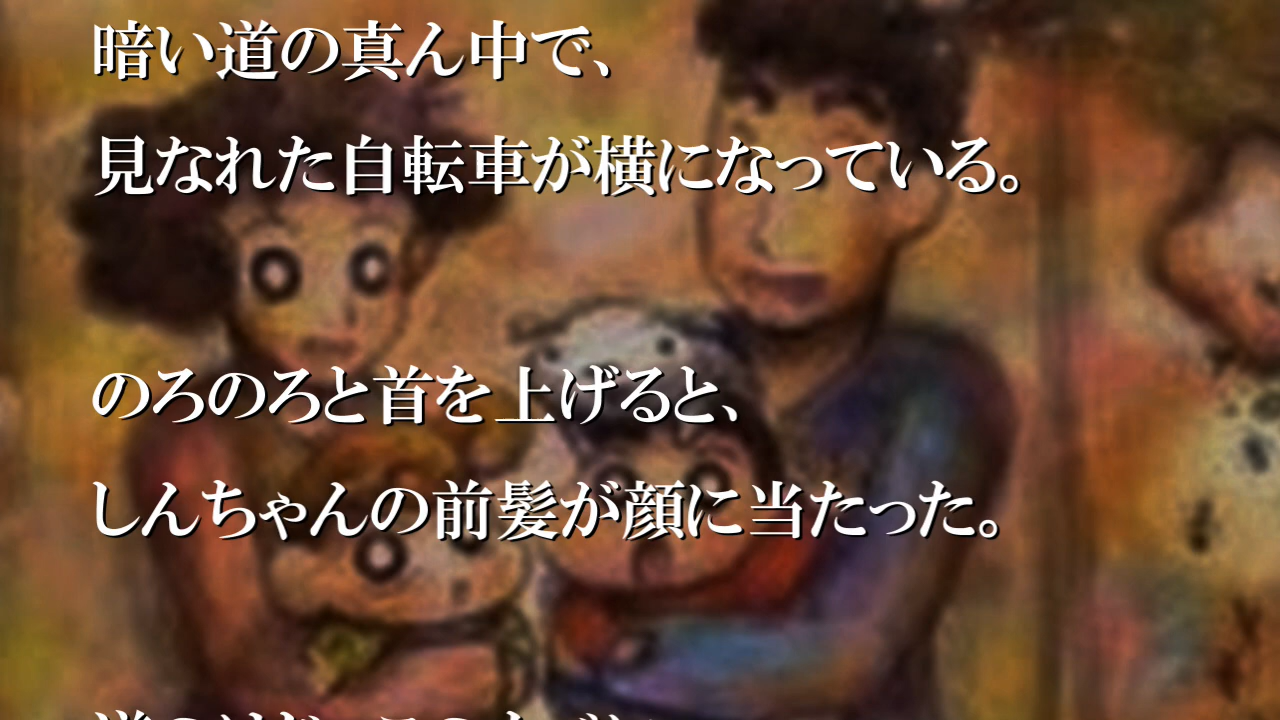 暗い道の真ん中で、
見なれた自転車が横になっている。
のろのろと首を上げると、
しんちゃんの前髪が顔に当たった。